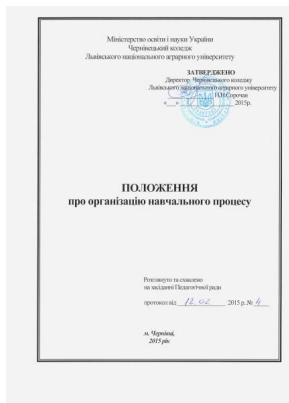 Міністерство освіти і науки України
Чернівецький коледж
Львівського національного аграрного університету
ЗАТВЕРДЖЕНО
Директор Чернівецького коледжу
Львівського національного аграрного університету
2015р.
ПОЛОЖЕННЯ
про організацію навчального процесу
Розглянуто та схвалено
на засіданні Педагогічної ради
протокол від 12.02 2015 р. № 4
м. Чернівці,
2015 рік